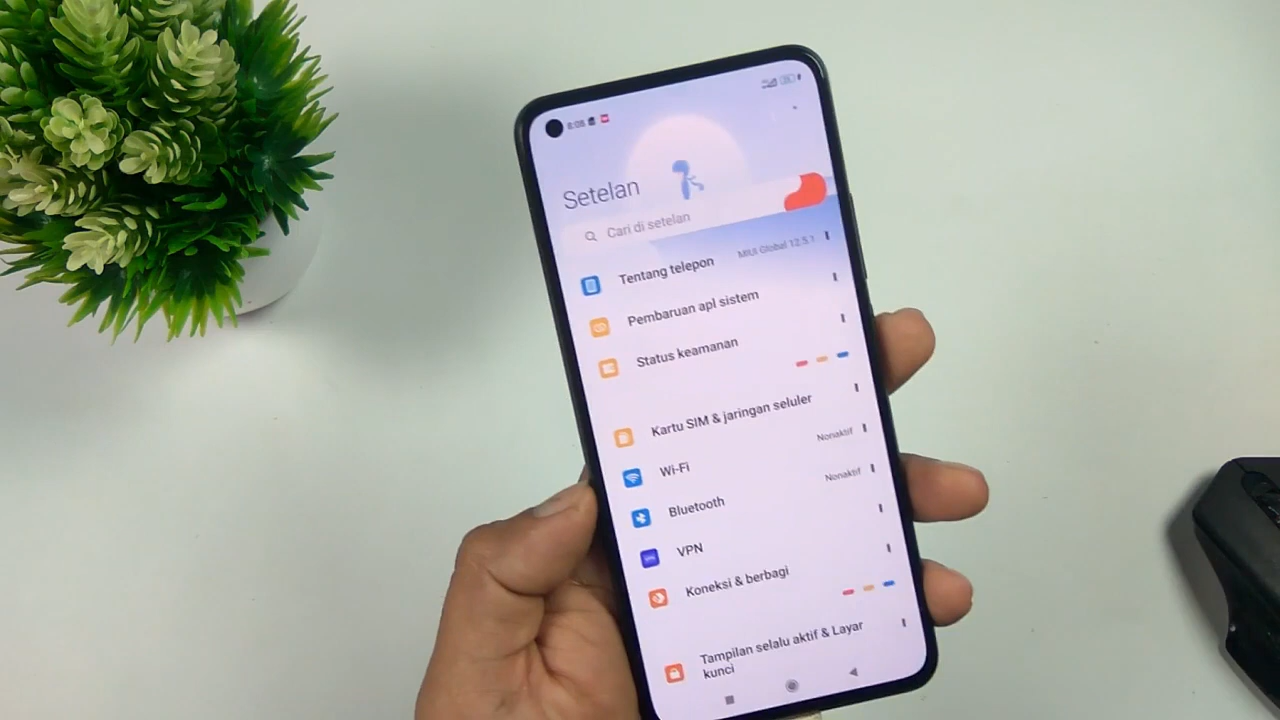 8:08
Setelan
Cari di setelan
Tentang telepon
MIUI Global 12.5.1
Pembaruan apl sistem
Status keamanan
Kartu SIM & jaringan seluler
Wi-Fi
Nonaktif
Bluetooth
Nonaktif
VPN
Koneksi & berbagi
Tampilan selalu aktif & Layar
kunci